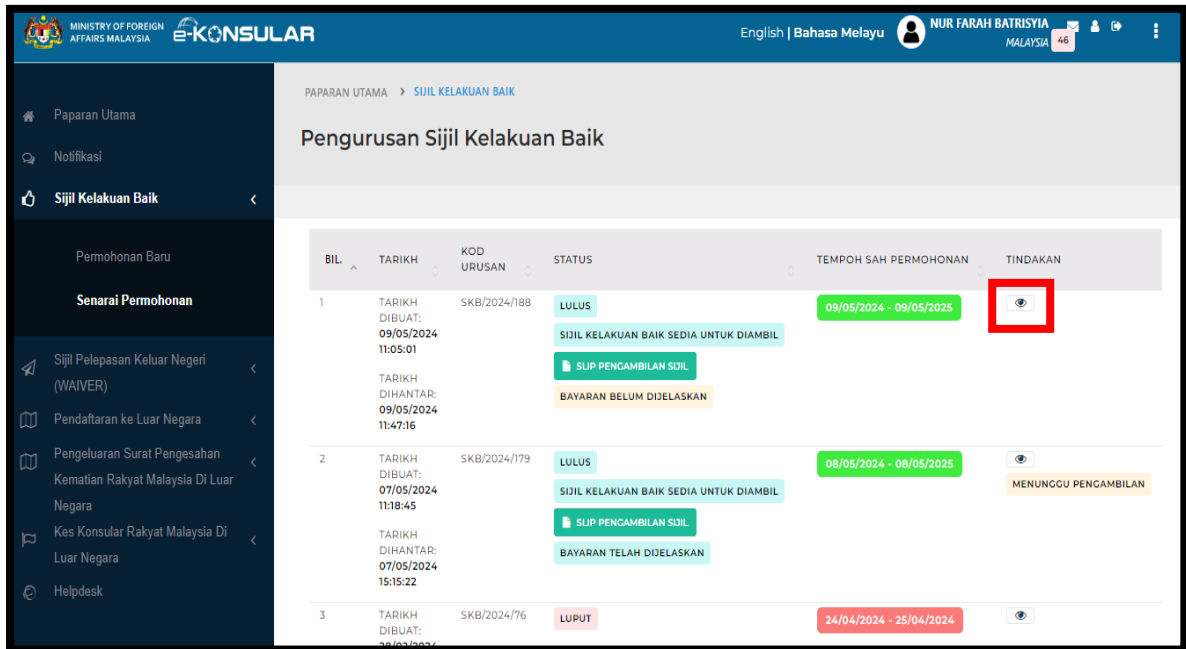 MINISTRY OF FOREIGN
AFFAIRS MALAYSIA
e-KONSULAR
English | Bahasa Melayu
NUR FARAH BATRISYIA
MALAYSIA
46
Paparan Utama
Notifikasi
Sijil Kelakuan Baik
Permohonan Baru
Senarai Permohonan
Sijil Pelepasan Keluar Negeri
(WAIVER)
Pendaftaran ke Luar Negara
Pengeluaran Surat Pengesahan
Kematian Rakyat Malaysia Di Luar
Negara
Kes Konsular Rakyat Malaysia Di
Luar Negara
Helpdesk
PAPARAN UTAMA > SIJIL KELAKUAN BAIK
Pengurusan Sijil Kelakuan Baik
BIL. TARIKH KOD URUSAN STATUS TEMPOH SAH PERMOHONAN TINDAKAN
1
TARIKH
DIBUAT:
09/05/2024
11:05:01
TARIKH
DIHANTAR:
09/05/2024
11:47:16
SKB/2024/188
LULUS
SIJIL KELAKUAN BAIK SEDIA UNTUK DIAMBIL
SLIP PENGAMBILAN SIJIL
BAYARAN BELUM DIJELASKAN
09/05/2024 - 09/05/2025
2
TARIKH
DIBUAT:
07/05/2024
11:18:45
TARIKH
DIHANTAR:
07/05/2024
15:15:22
SKB/2024/179
LULUS
SIJIL KELAKUAN BAIK SEDIA UNTUK DIAMBIL
SLIP PENGAMBILAN SIJIL
BAYARAN TELAH DIJELASKAN
08/05/2024 - 08/05/2025
MENUNGGU PENGAMBILAN
3
TARIKH
DIBUAT:
SKB/2024/76
LUPUT
24/04/2024 - 25/04/2024